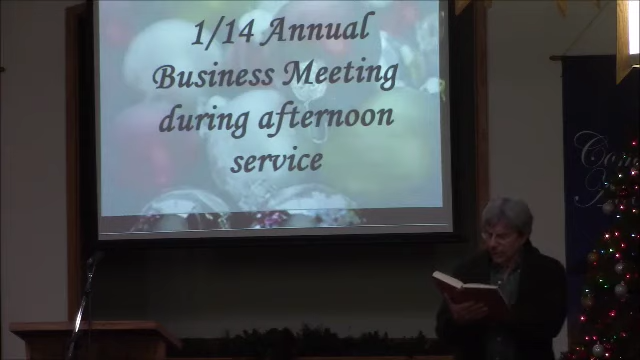 1/14 Annual
Business Meeting
during afternoon
service